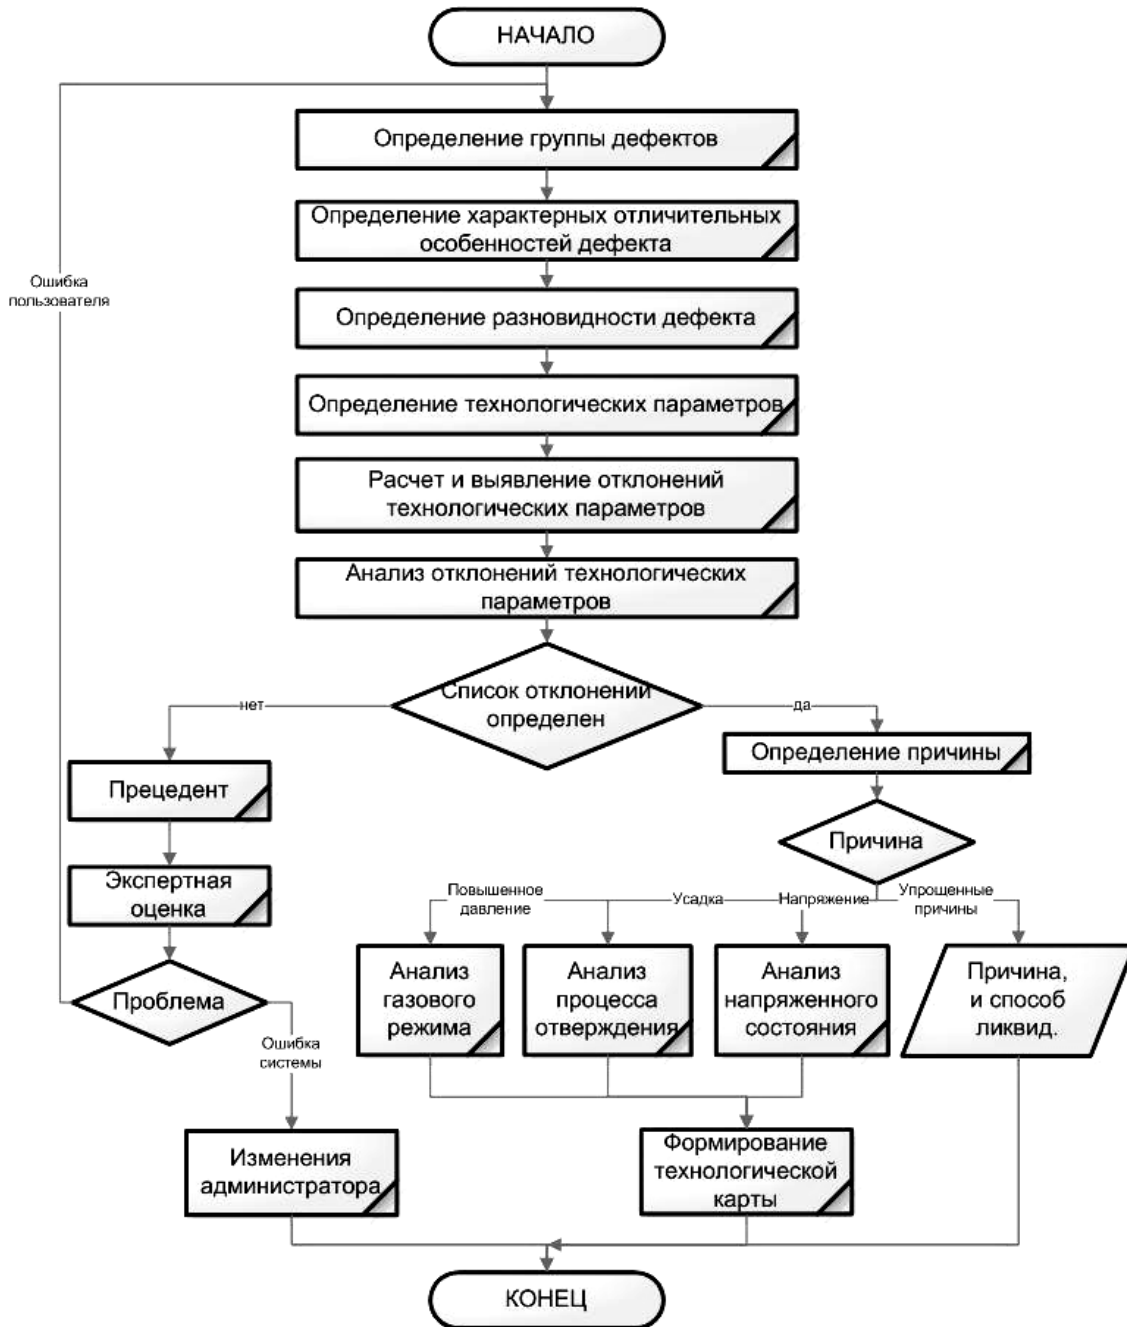 НАЧАЛО
Определение группы дефектов
Определение характерных отличительных
особенностей дефекта
Ошибка
пользователя
Определение разновидности дефекта
Определение технологических параметров
Расчет и выявление отклонений
технологических параметров
Анализ отклонений технологических
параметров
Список отклонений
определен
нет
да
Определение причины
Прецедент
Причина
Экспертная
оценка
Повышенное
давление
Усадка
Напряжение
Упрощенные
причины
Проблема
Анализ
газового
режима
Анализ
процесса
отверждения
Анализ
напряженного
состояния
Причина,
и способ
ликвид.
Ошибка
системы
Изменения
администратора
Формирование
технологической
карты
КОНЕЦ